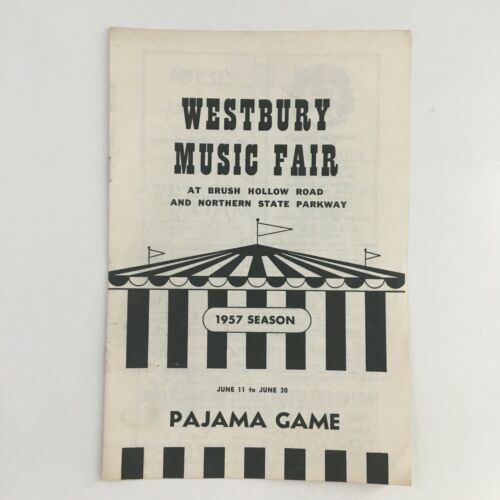 WESTBURY
MUSIC FAIR
AT BRUSH HOLLOW ROAD
AND NORTHERN STATE PARKWAY
1957 SEASON
JUNE 11 to JUNE 30
PAJAMA GAME